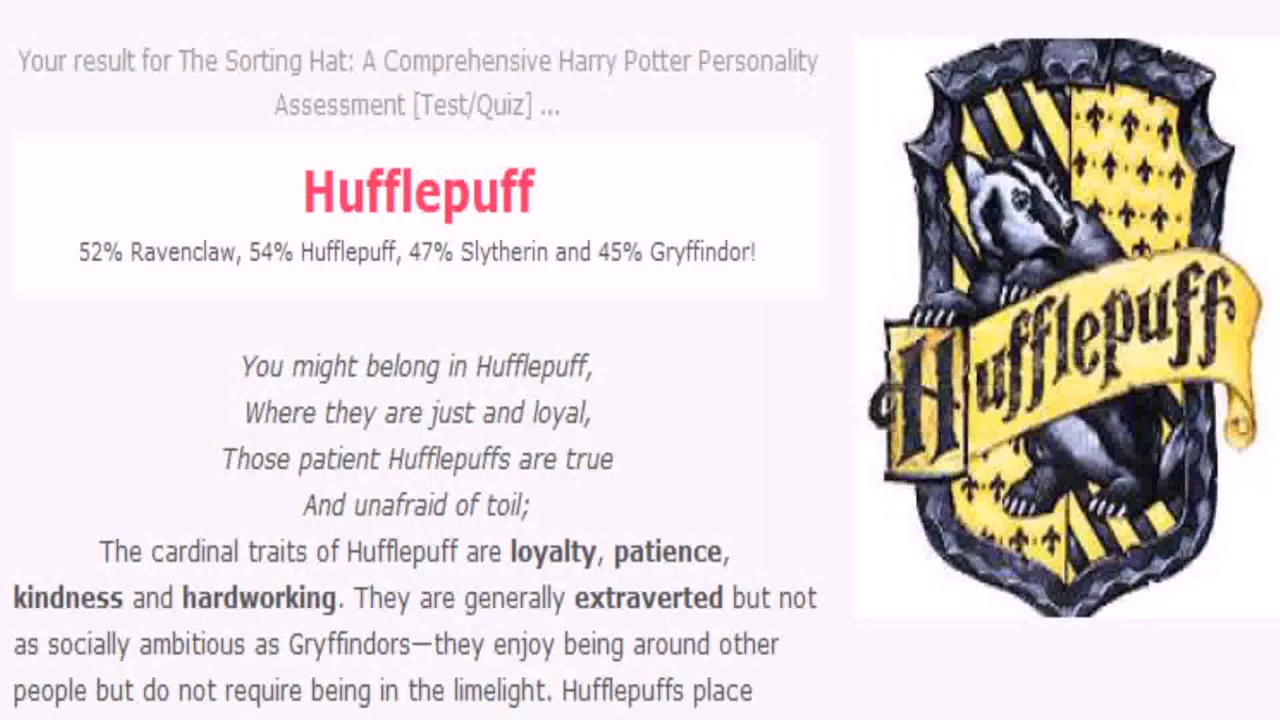 Your result for The Sorting Hat: A Comprehensive Harry Potter Personality
Assessment [Test/Quiz] ...
Hufflepuff
52% Ravenclaw, 54% Hufflepuff, 47% Slytherin and 45% Gryffindor!
You might belong in Hufflepuff,
Where they are just and loyal,
Those patient Hufflepuffs are true
And unafraid of toil;
The cardinal traits of Hufflepuff are loyalty, patience,
kindness and hardworking. They are generally extraverted but not
as socially ambitious as Gryffindors—they enjoy being around other
people but do not require being in the limelight. Hufflepuffs place
Hufflepuff